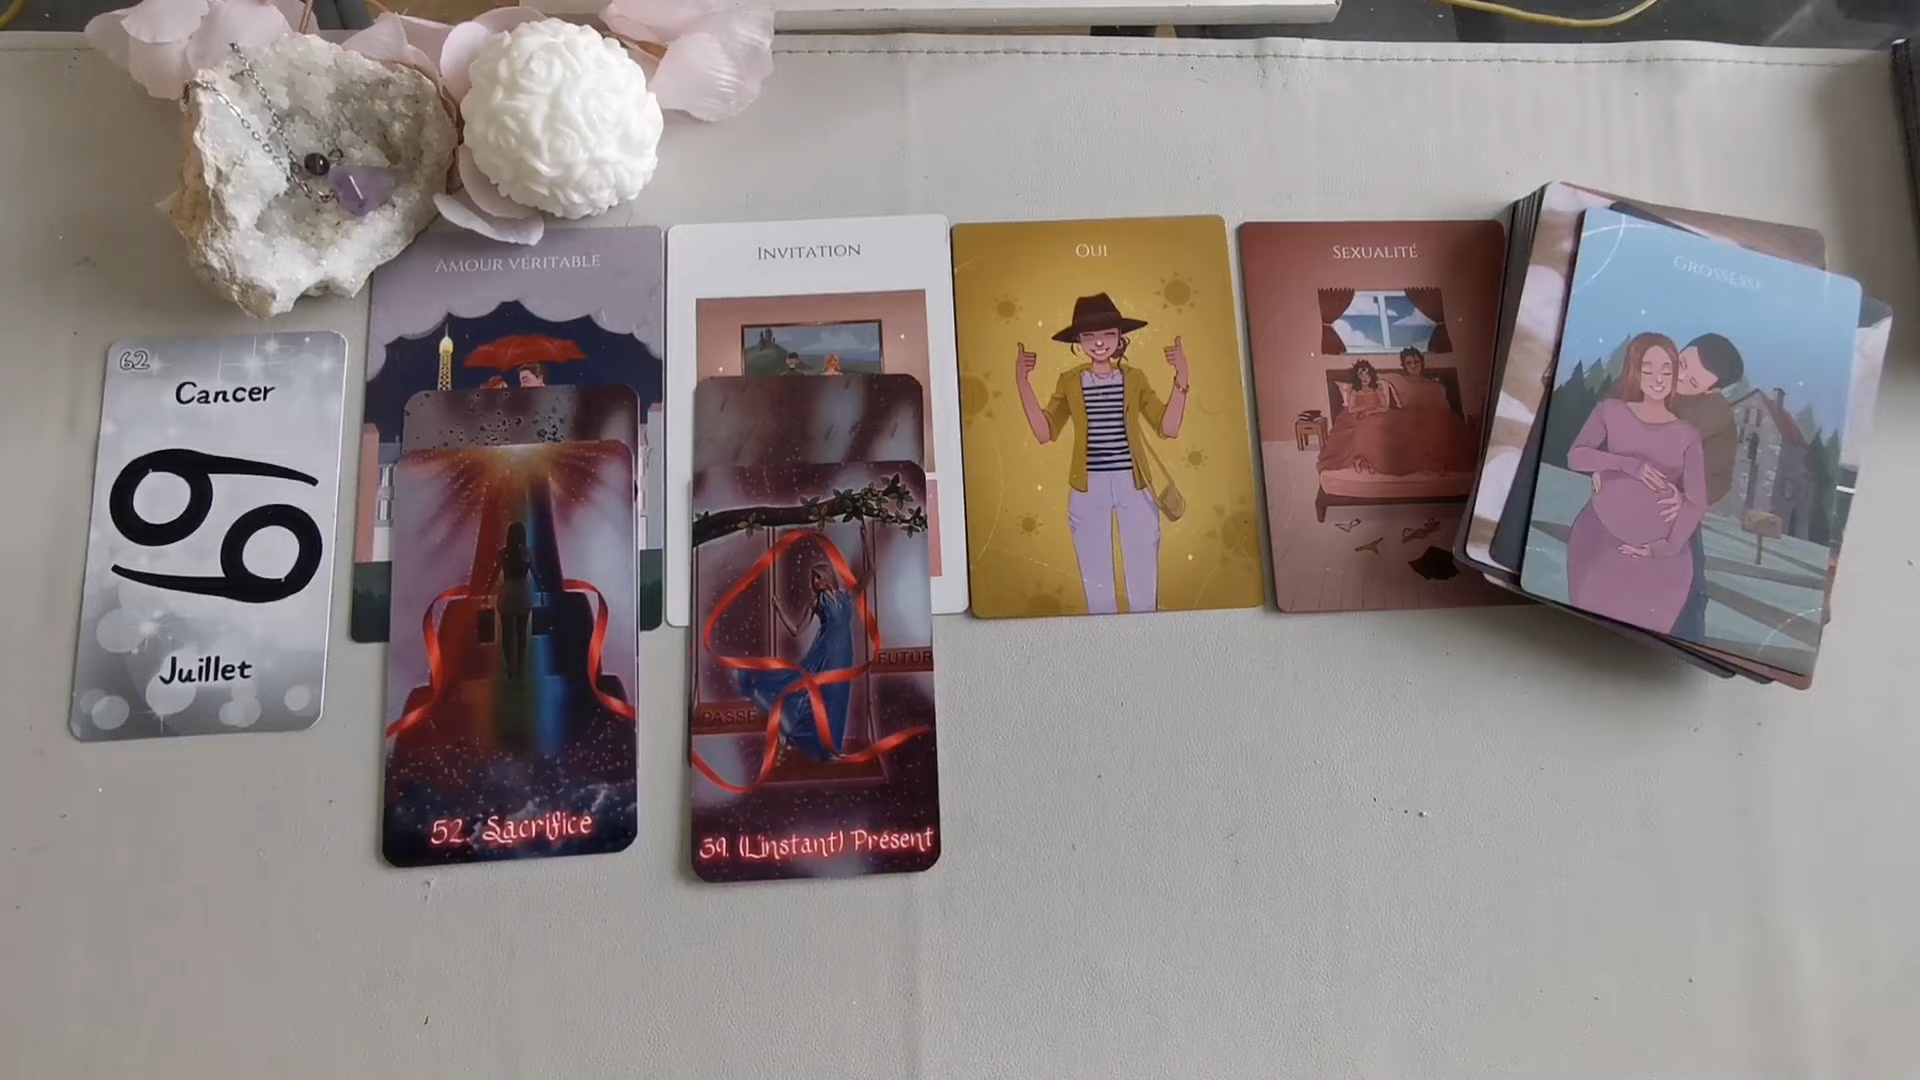 62
Cancer
Juillet
AMOUR VÉRITABLE
INVITATION
OUI
SEXUALITÉ
GROSSESSE
52. Sacrifice
PASSÉ
FUTUR
39. (L'instant) Présent